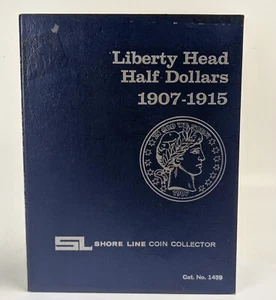 Liberty Head
Half Dollars
1907-1915
SL SHORE LINE COIN COLLECTOR
Cat. No. 1459